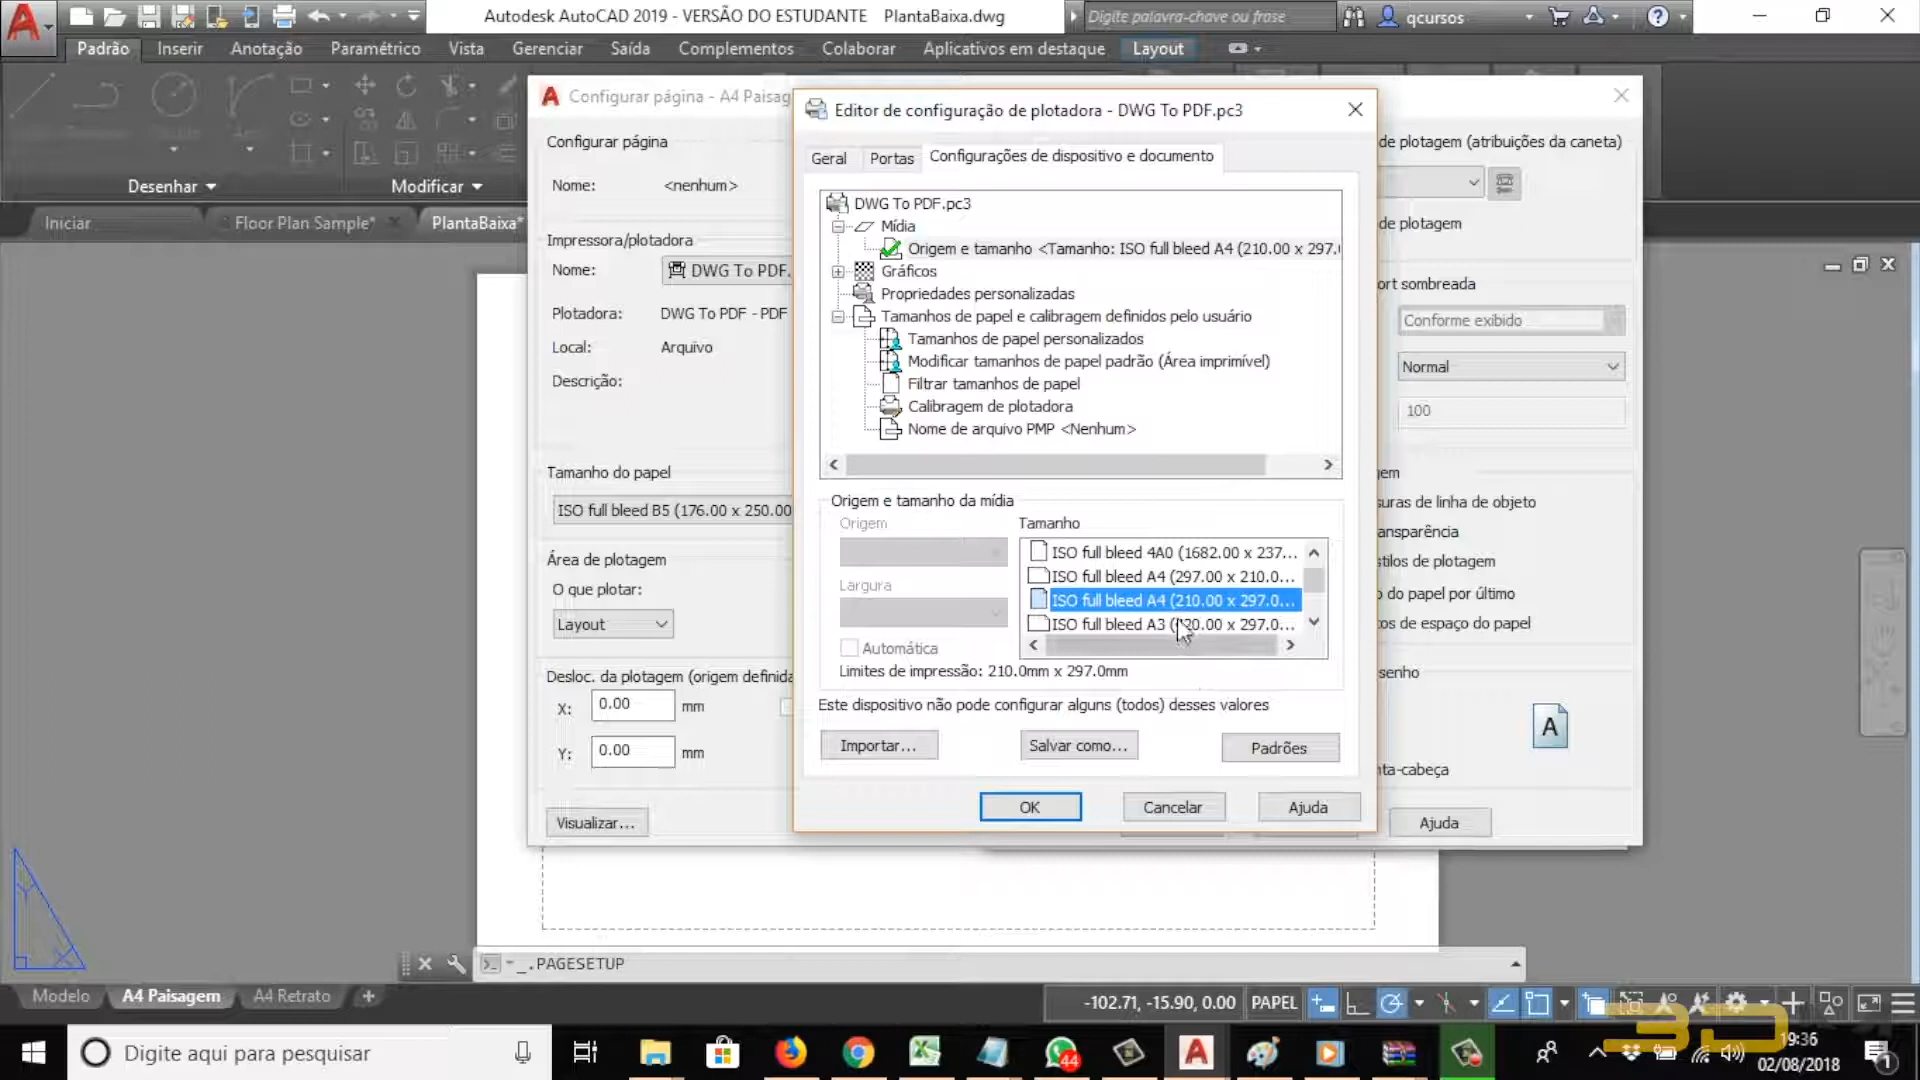 Autodesk AutoCAD 2019 - VERSÃO DO ESTUDANTE PlantaBaixa.dwg
Digite palavra-chave ou frase
qcursos
Padrão Inserir Anotação Paramétrico Vista Gerenciar Saída Complementos Colaborar Aplicativos em destaque Layout
Desenhar Modificar
Iniciar Floor Plan Sample* PlantaBaixa*
Configurar página - A4 Paisag
Configurar página
Nome: <nenhum>
Impressora/plotadora
Nome: DWG To PDF.
Plotadora: DWG To PDF - PDF
Local: Arquivo
Descrição:
Tamanho do papel
ISO full bleed B5 (176.00 x 250.00
Área de plotagem
O que plotar:
Layout
Desloc. da plotagem (origem definida
X: 0.00 mm
Y: 0.00 mm
Visualizar...
Editor de configuração de plotadora - DWG To PDF.pc3
Geral Portas Configurações de dispositivo e documento
DWG To PDF.pc3
Mídia
Origem e tamanho <Tamanho: ISO full bleed A4 (210.00 x 297.
Gráficos
Propriedades personalizadas
Tamanhos de papel e calibragem definidos pelo usuário
Tamanhos de papel personalizados
Modificar tamanhos de papel padrão (Área imprimível)
Filtrar tamanhos de papel
Calibragem de plotadora
Nome de arquivo PMP <Nenhum>
Origem e tamanho da mídia
Origem
Tamanho
ISO full bleed 4A0 (1682.00 x 237...
ISO full bleed A4 (297.00 x 210.0...
ISO full bleed A4 (210.00 x 297.0...
ISO full bleed A3 (420.00 x 297.0...
Largura
Automática
Limites de impressão: 210.0mm x 297.0mm
Este dispositivo não pode configurar alguns (todos) desses valores
Importar... Salvar como... Padrões
OK Cancelar Ajuda
de plotagem (atribuições da caneta)
de plotagem
ort sombreada
Conforme exibido
Normal
100
em
suras de linha de objeto
ansparência
stilos de plotagem
o do papel por último
tos de espaço do papel
senho
A
nta-cabeça
Ajuda
_.PAGESETUP
Modelo A4 Paisagem A4 Retrato +
-102.71, -15.90, 0.00 PAPEL
3D
Digite aqui para pesquisar
44
19:36
02/08/2018
1